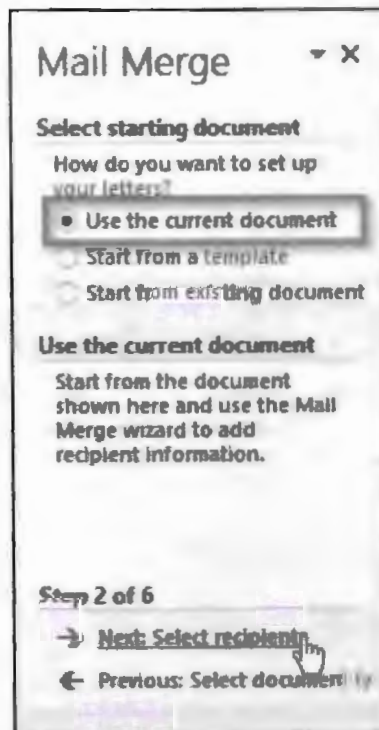 Mail Merge
Select starting document
How do you want to set up
your letters?
Use the current document
Start from a template
Start from existing document
Use the current document
Start from the document
shown here and use the Mail
Merge wizard to add
recipient information.
Step 2 of 6
Next: Select recipients
Previous: Select document